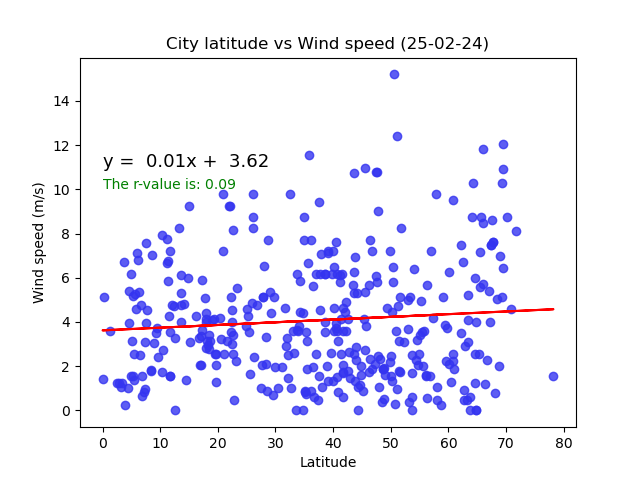 City latitude vs Wind speed (25-02-24)
14
12
10
8
6
4
2
0
Wind speed (m/s)
y =  0.01x +  3.62
The r-value is: 0.09
0 10 20 30 40 50 60 70 80
Latitude